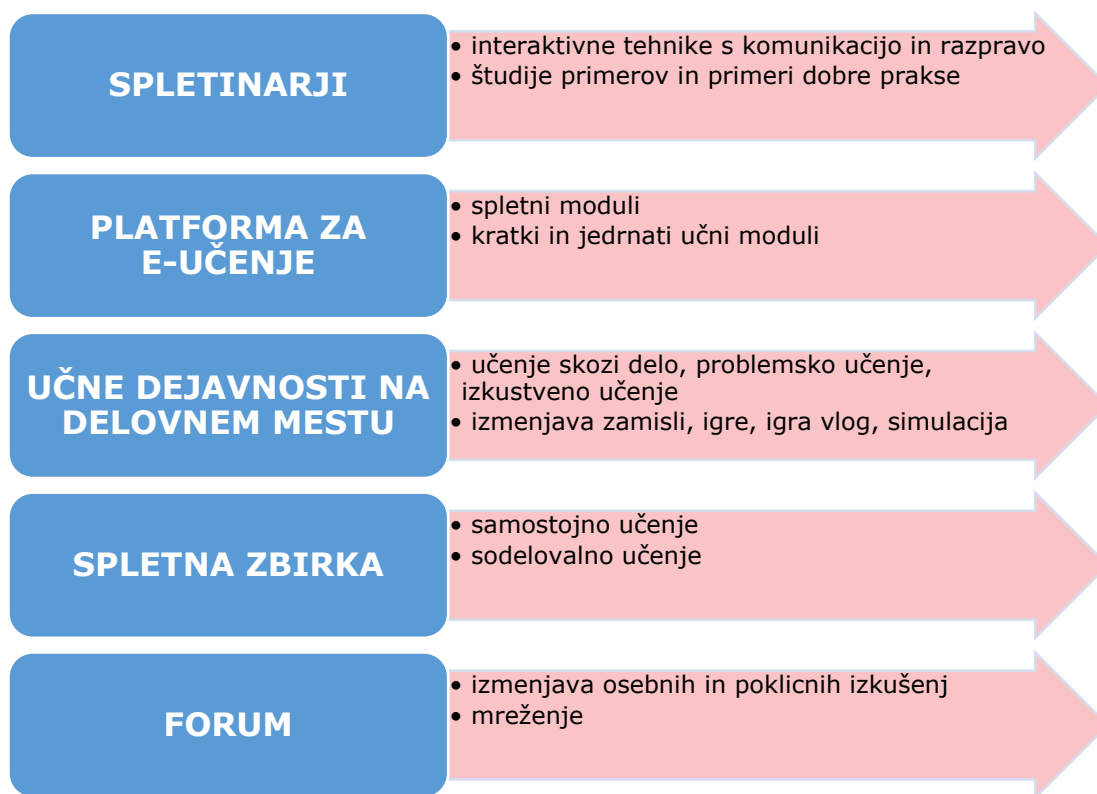 SPLETINARJI
• interaktivne tehnike s komunikacijo in razpravo
• študije primerov in primeri dobre prakse
PLATFORMA ZA
E-UČENJE
• spletni moduli
• kratki in jedrnati učni moduli
UČNE DEJAVNOSTI NA
DELOVNEM MESTU
• učenje skozi delo, problemsko učenje,
izkustveno učenje
• izmenjava zamisli, igre, igra vlog, simulacija
SPLETNA ZBIRKA
• samostojno učenje
• sodelovalno učenje
FORUM
• izmenjava osebnih in poklicnih izkušenj
• mreženje